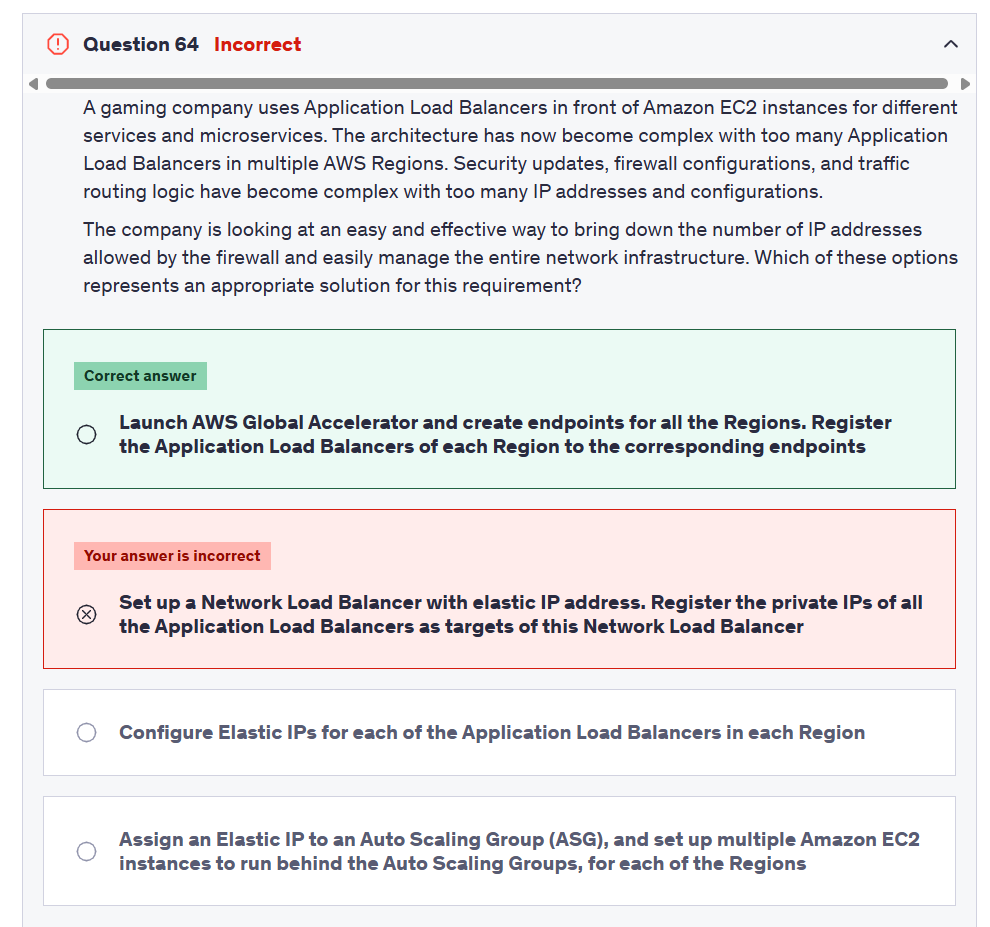 Question 64 Incorrect
A gaming company uses Application Load Balancers in front of Amazon EC2 instances for different
services and microservices. The architecture has now become complex with too many Application
Load Balancers in multiple AWS Regions. Security updates, firewall configurations, and traffic
routing logic have become complex with too many IP addresses and configurations.
The company is looking at an easy and effective way to bring down the number of IP addresses
allowed by the firewall and easily manage the entire network infrastructure. Which of these options
represents an appropriate solution for this requirement?
Correct answer
Launch AWS Global Accelerator and create endpoints for all the Regions. Register
the Application Load Balancers of each Region to the corresponding endpoints
Your answer is incorrect
Set up a Network Load Balancer with elastic IP address. Register the private IPs of all
the Application Load Balancers as targets of this Network Load Balancer
Configure Elastic IPs for each of the Application Load Balancers in each Region
Assign an Elastic IP to an Auto Scaling Group (ASG), and set up multiple Amazon EC2
instances to run behind the Auto Scaling Groups, for each of the Regions